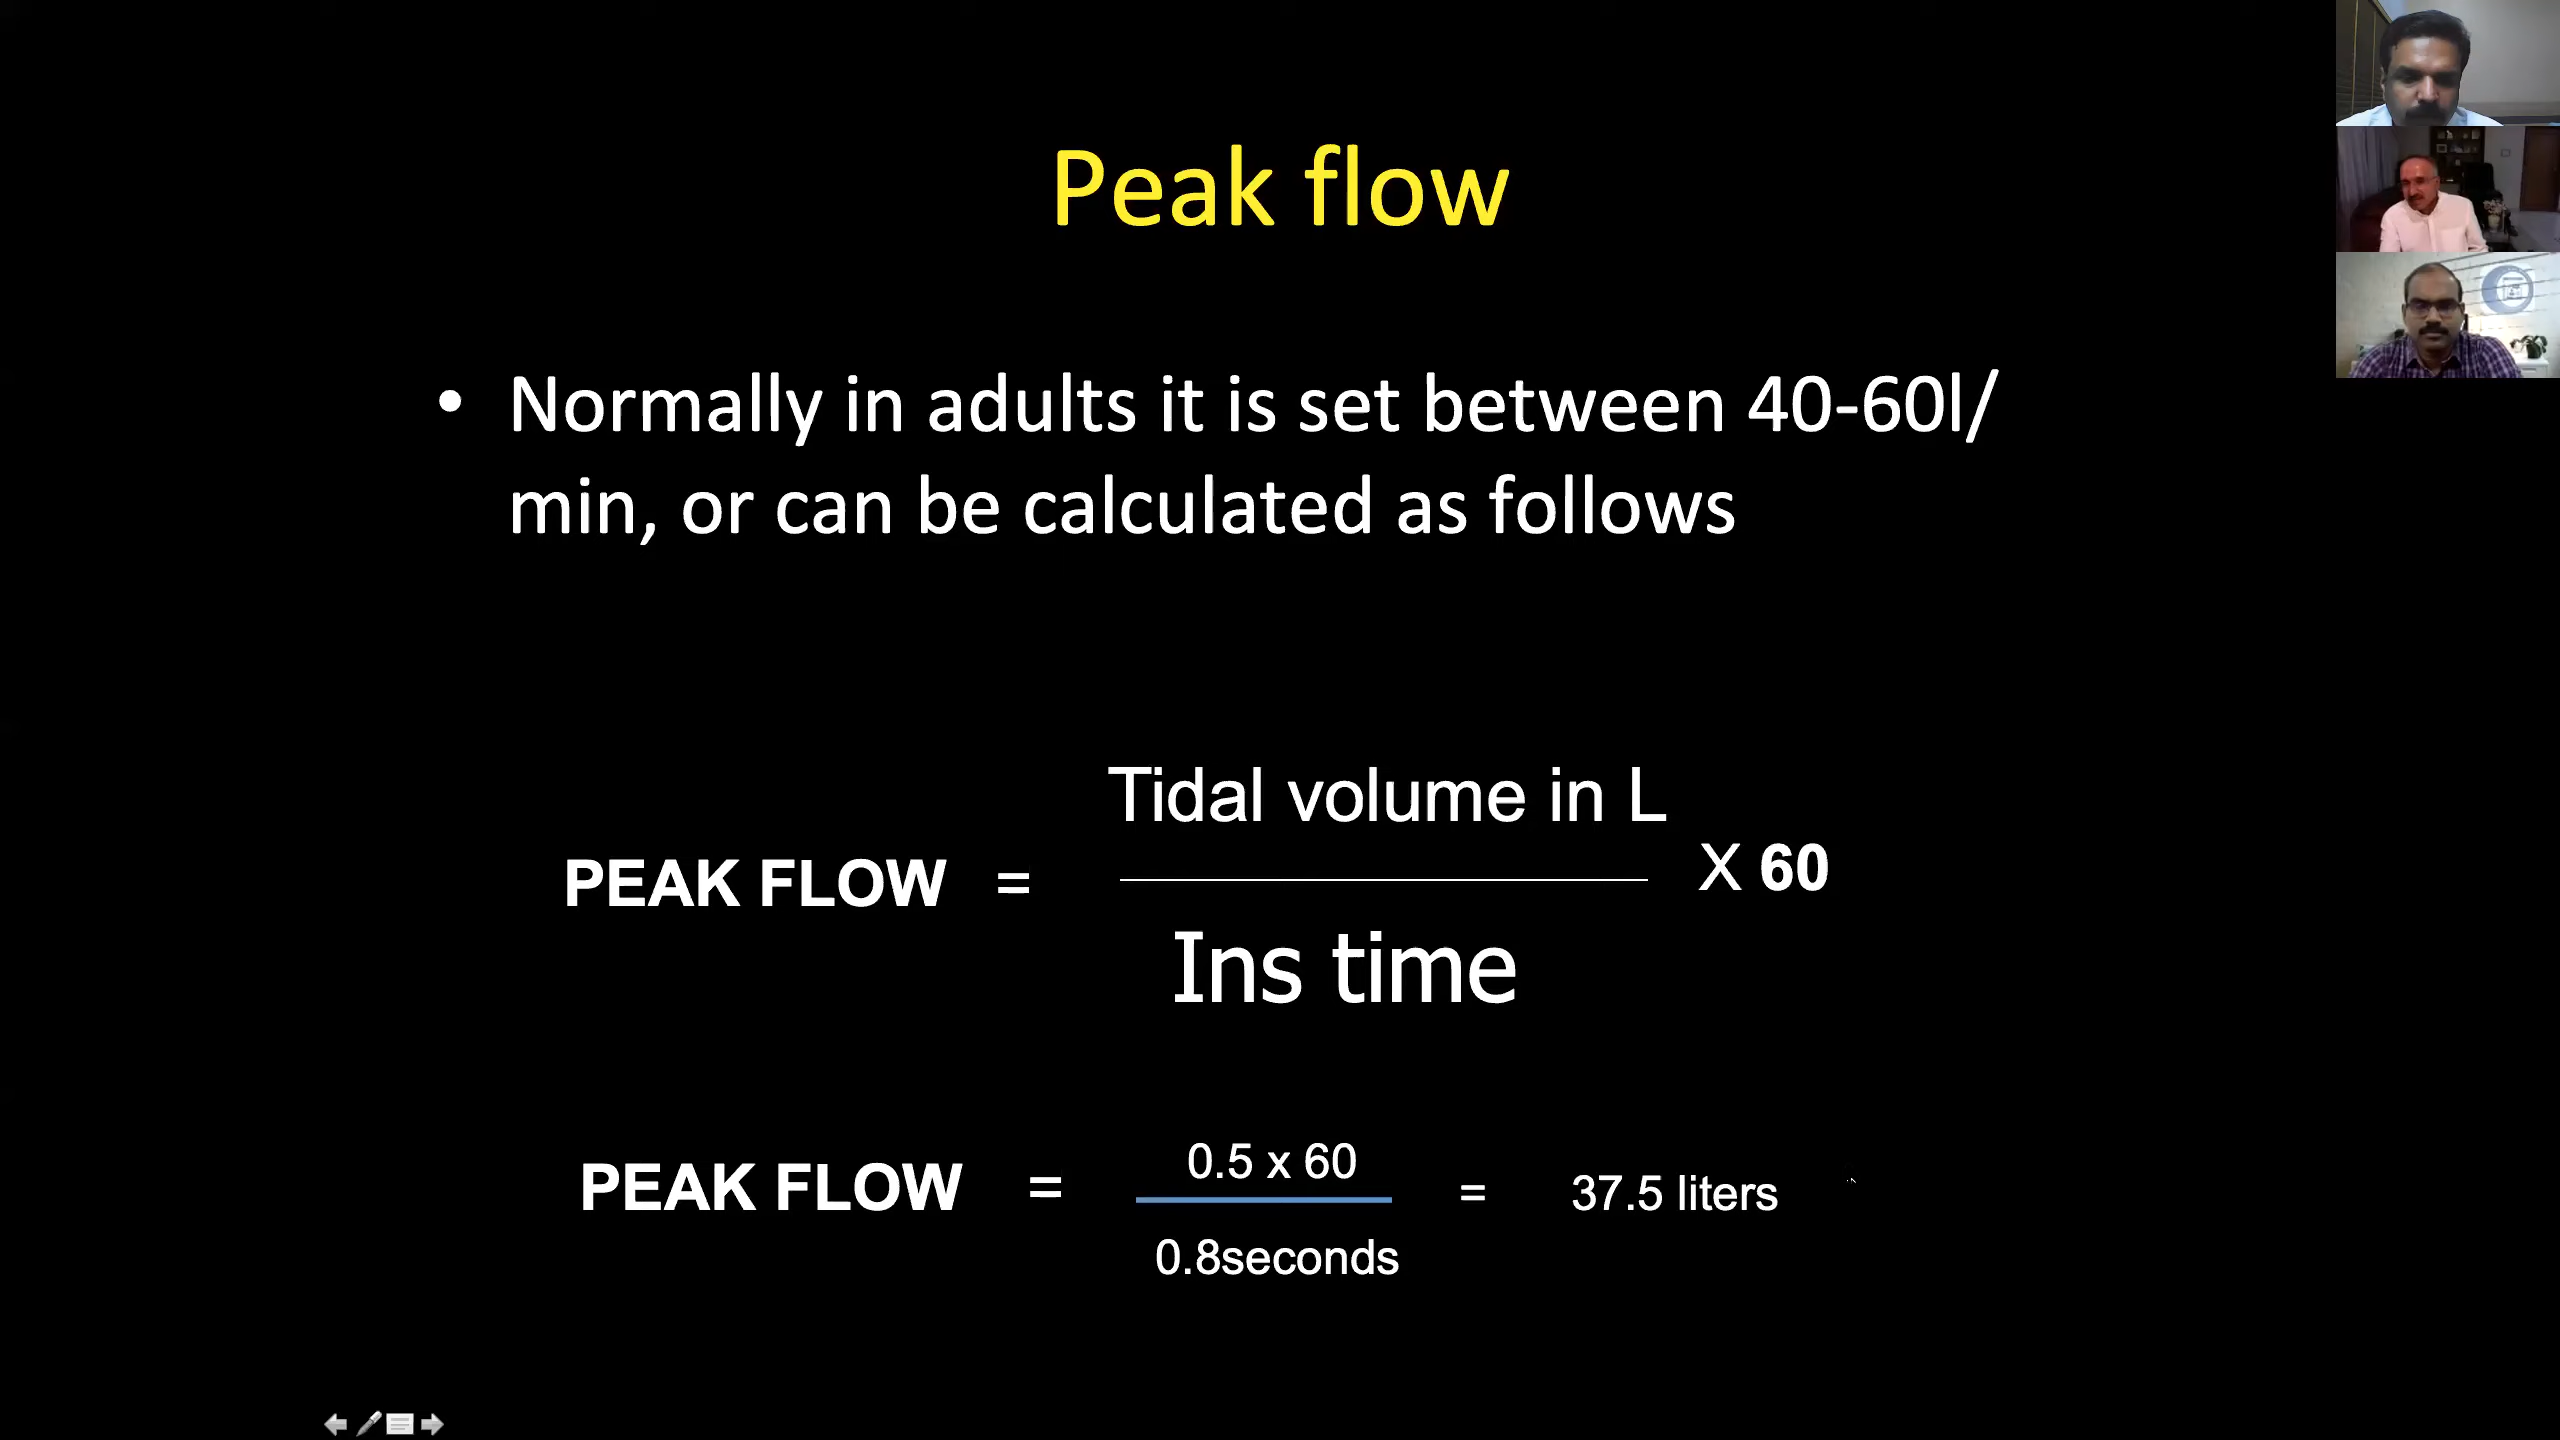 Peak flow
• Normally in adults it is set between 40-60l/
min, or can be calculated as follows
Tidal volume in L
PEAK FLOW = X 60
Ins time
0.5 x 60
PEAK FLOW = = 37.5 liters
0.8seconds